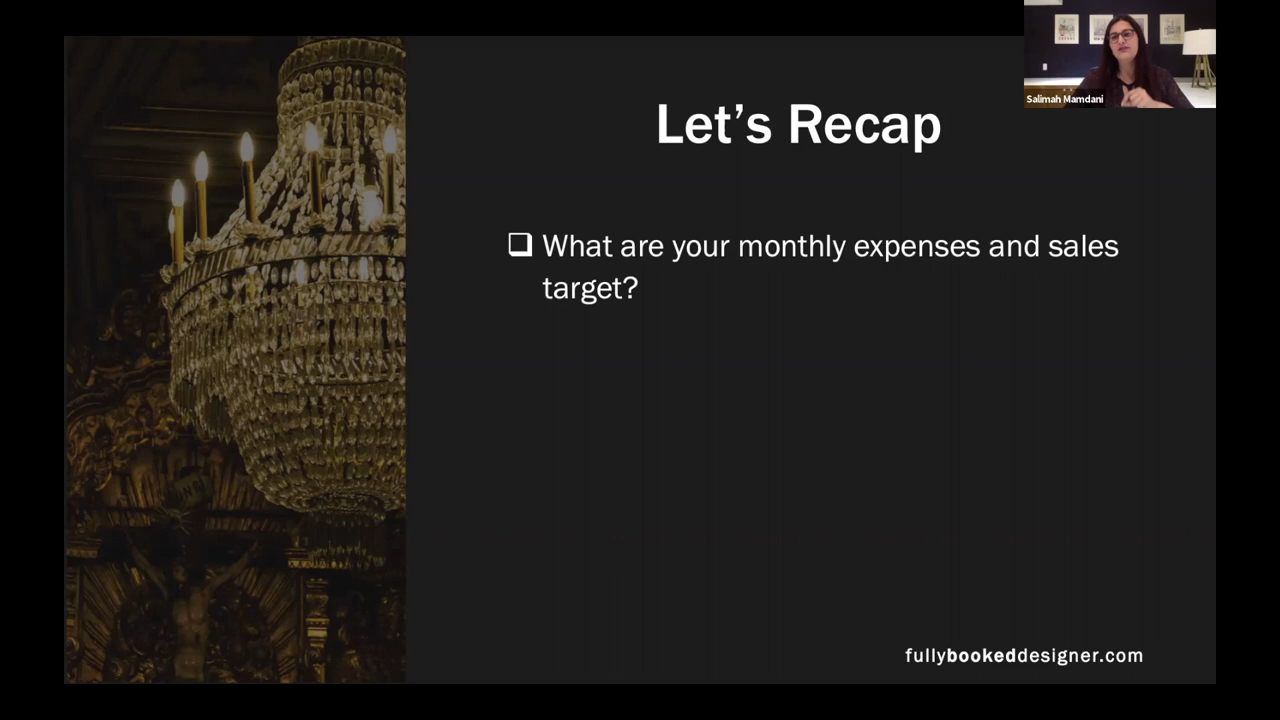 Salimah Mamdani
Let’s Recap
❑ What are your monthly expenses and sales
target?
fullybookeddesigner.com